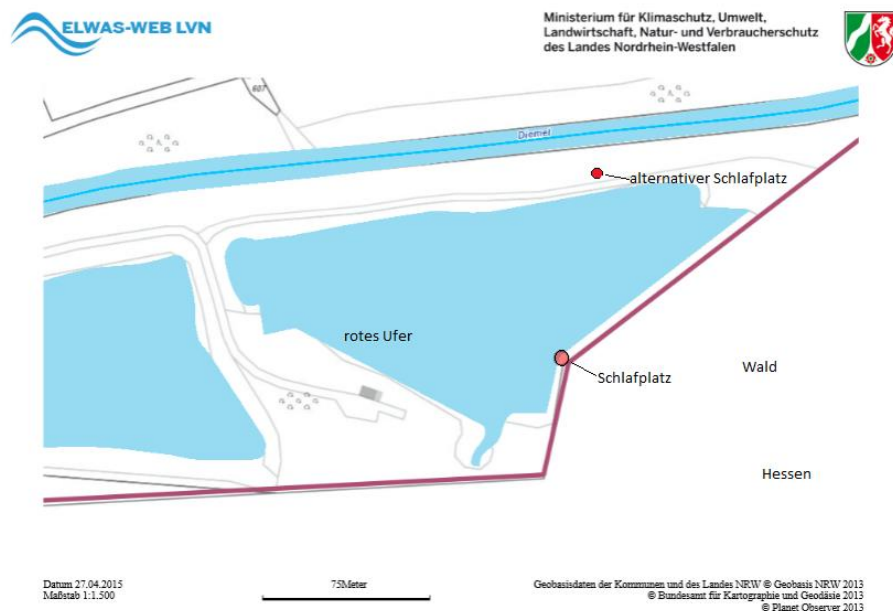 ELWAS-WEB LVN
Ministerium für Klimaschutz, Umwelt,
Landwirtschaft, Natur- und Verbraucherschutz
des Landes Nordrhein-Westfalen
607
Diemel
alternativer Schlafplatz
rotes Ufer
Schlafplatz
Wald
Hessen
Datum 27.04.2015
Maßstab 1:1.500
75Meter
Geobasisdaten der Kommunen und des Landes NRW © Geobasis NRW 2013
© Bundesamt für Kartographie und Geodäsie 2013
© Planet Observer 2013